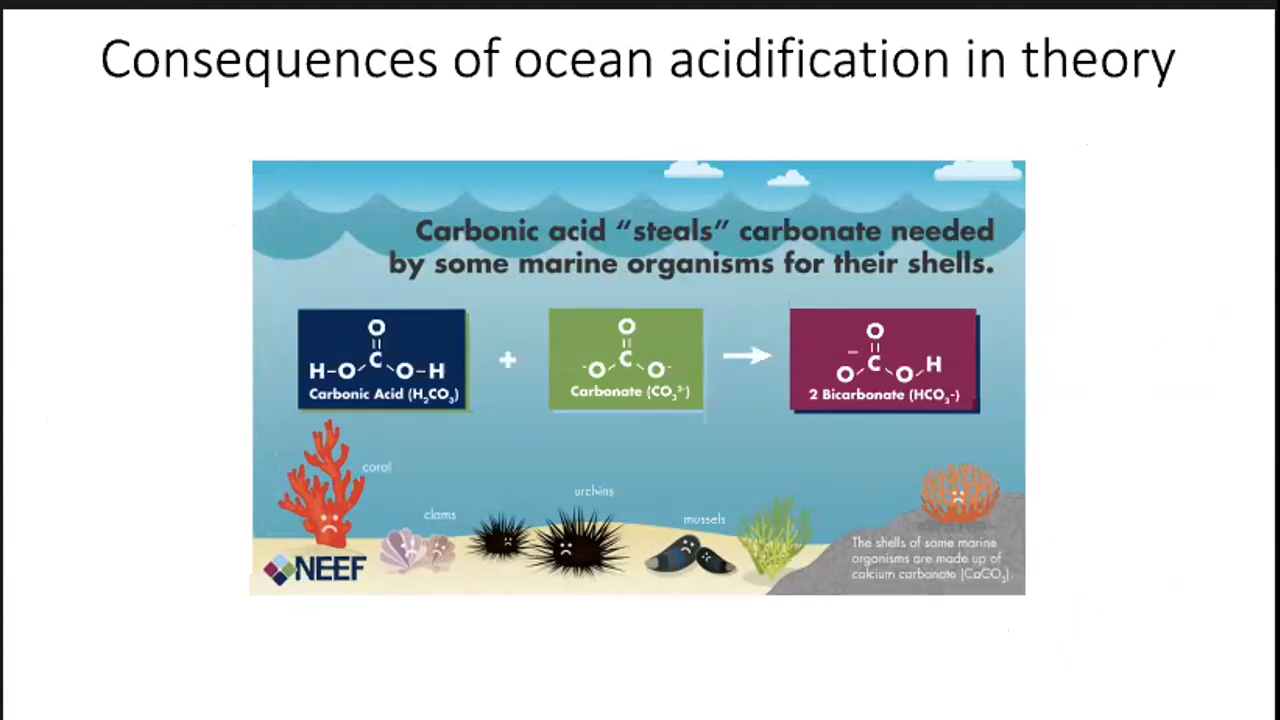 Consequences of ocean acidification in theory
Carbonic acid “steals” carbonate needed
by some marine organisms for their shells.
O
||
C
H-O O-H
Carbonic Acid (H₂CO₃)
+
O
||
C
-O O-
Carbonate (CO₃²⁻)
O
||
C
– O O H
2 Bicarbonate (HCO₃-)
coral
clams
urchins
mussels
The shells of some marine
organisms are made up of
calcium carbonate (CaCO₃).
NEEF